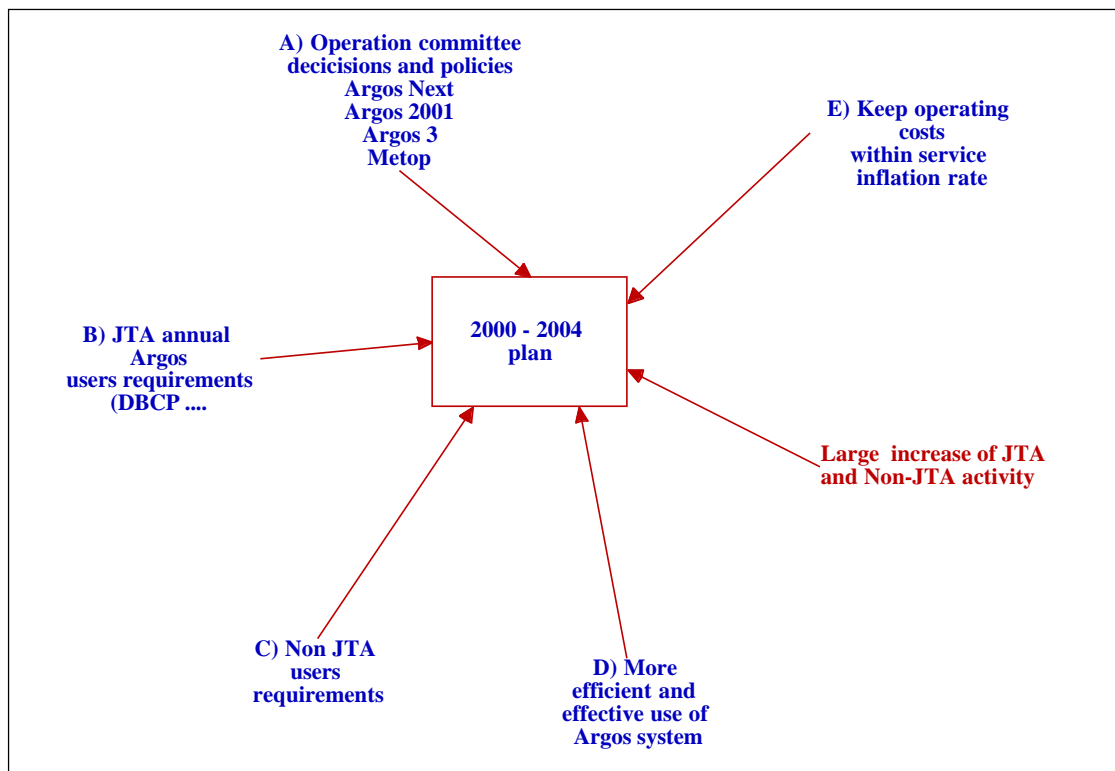 A) Operation committee
decicisions and policies
Argos Next
Argos 2001
Argos 3
Metop
E) Keep operating
costs
within service
inflation rate
2000 - 2004
plan
B) JTA annual
Argos
users requirements
(DBCP ....
Large increase of JTA
and Non-JTA activity
C) Non JTA
users
requirements
D) More
efficient and
effective use of
Argos system